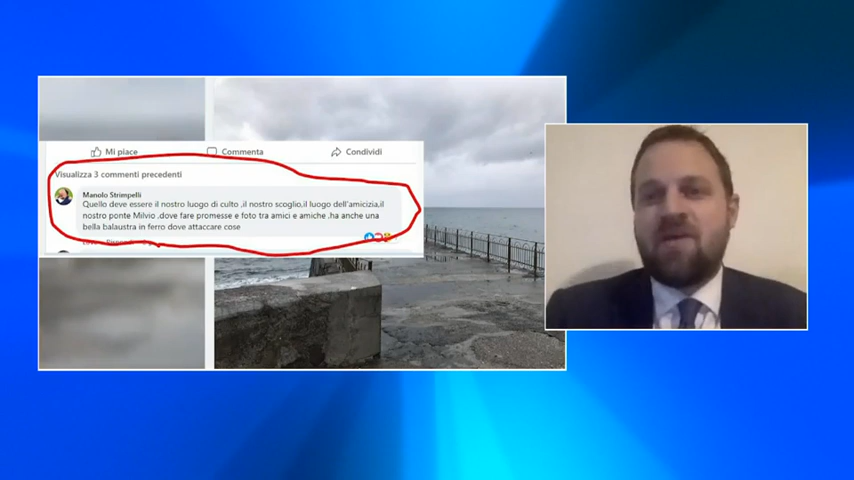 Mi piace
Commenta
Condividi
Visualizza 3 commenti precedenti
Manolo Strimpelli
Quello deve essere il nostro luogo di culto ,il nostro scoglio,il luogo dell'amicizia,il
nostro ponte Milvio .dove fare promesse e foto tra amici e amiche .ha anche una
bella balaustra in ferro dove attaccare cose